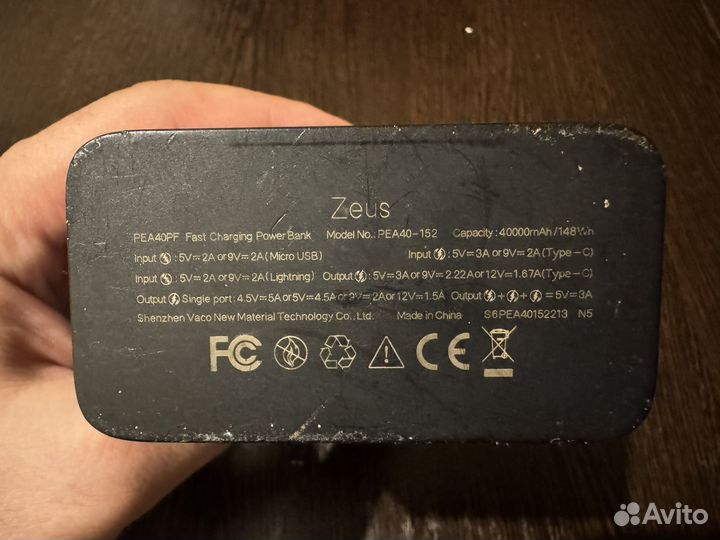 Zeus
PEA40PF Fast Charging Power Bank Model No.: PEA40-152 Capacity: 40000mAh/148Wh
Input : 5V⎓2A or 9V⎓2A(Micro USB) Input : 5V⎓3A or 9V⎓2A(Type-C)
Input : 5V⎓2A or 9V⎓2A(Lightning) Output : 5V⎓3A or 9V⎓2.22A or 12V⎓1.67A(Type-C)
Output Single port: 4.5V⎓5A or 5V⎓4.5A or 9V⎓2A or 12V⎓1.5A Output + + ⎓5V⎓3A
Shenzhen Vaco New Material Technology Co., Ltd. Made in China S6PEA40152213 N5
FC CE
Avito